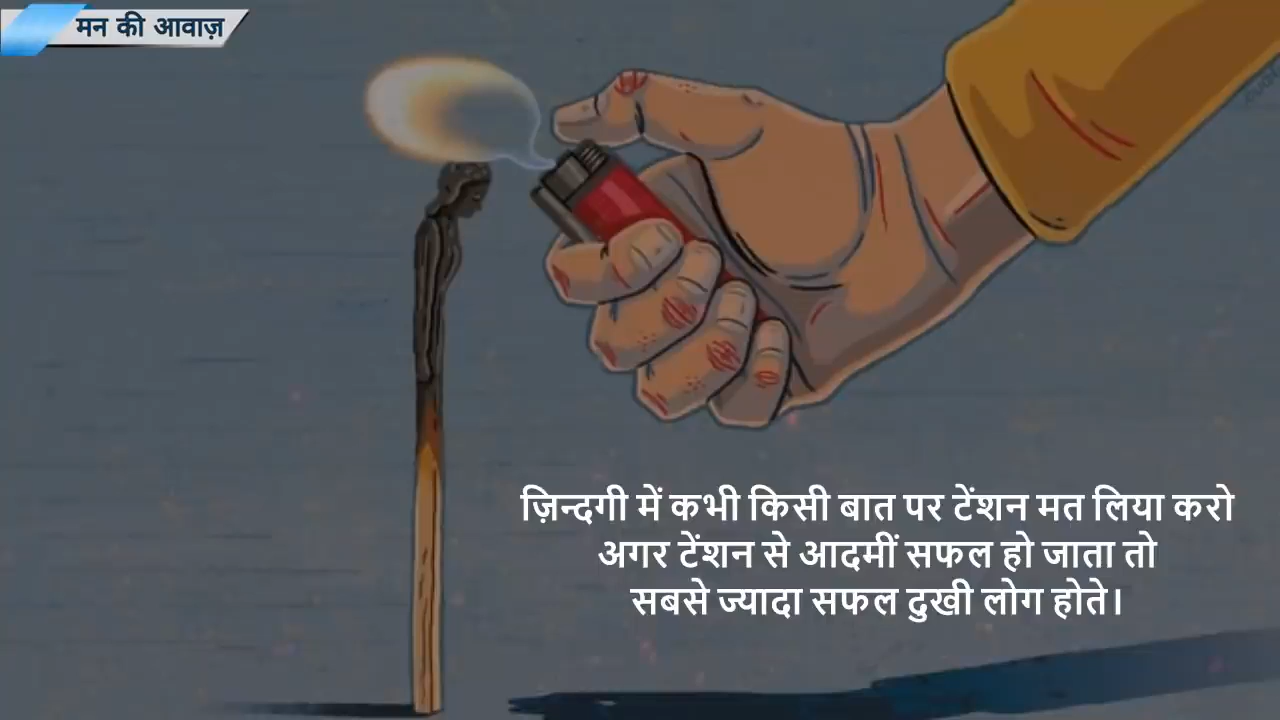 मन की आवाज़
ज़िन्दगी में कभी किसी बात पर टेंशन मत लिया करो
अगर टेंशन से आदमीं सफल हो जाता तो
सबसे ज्यादा सफल दुखी लोग होते।